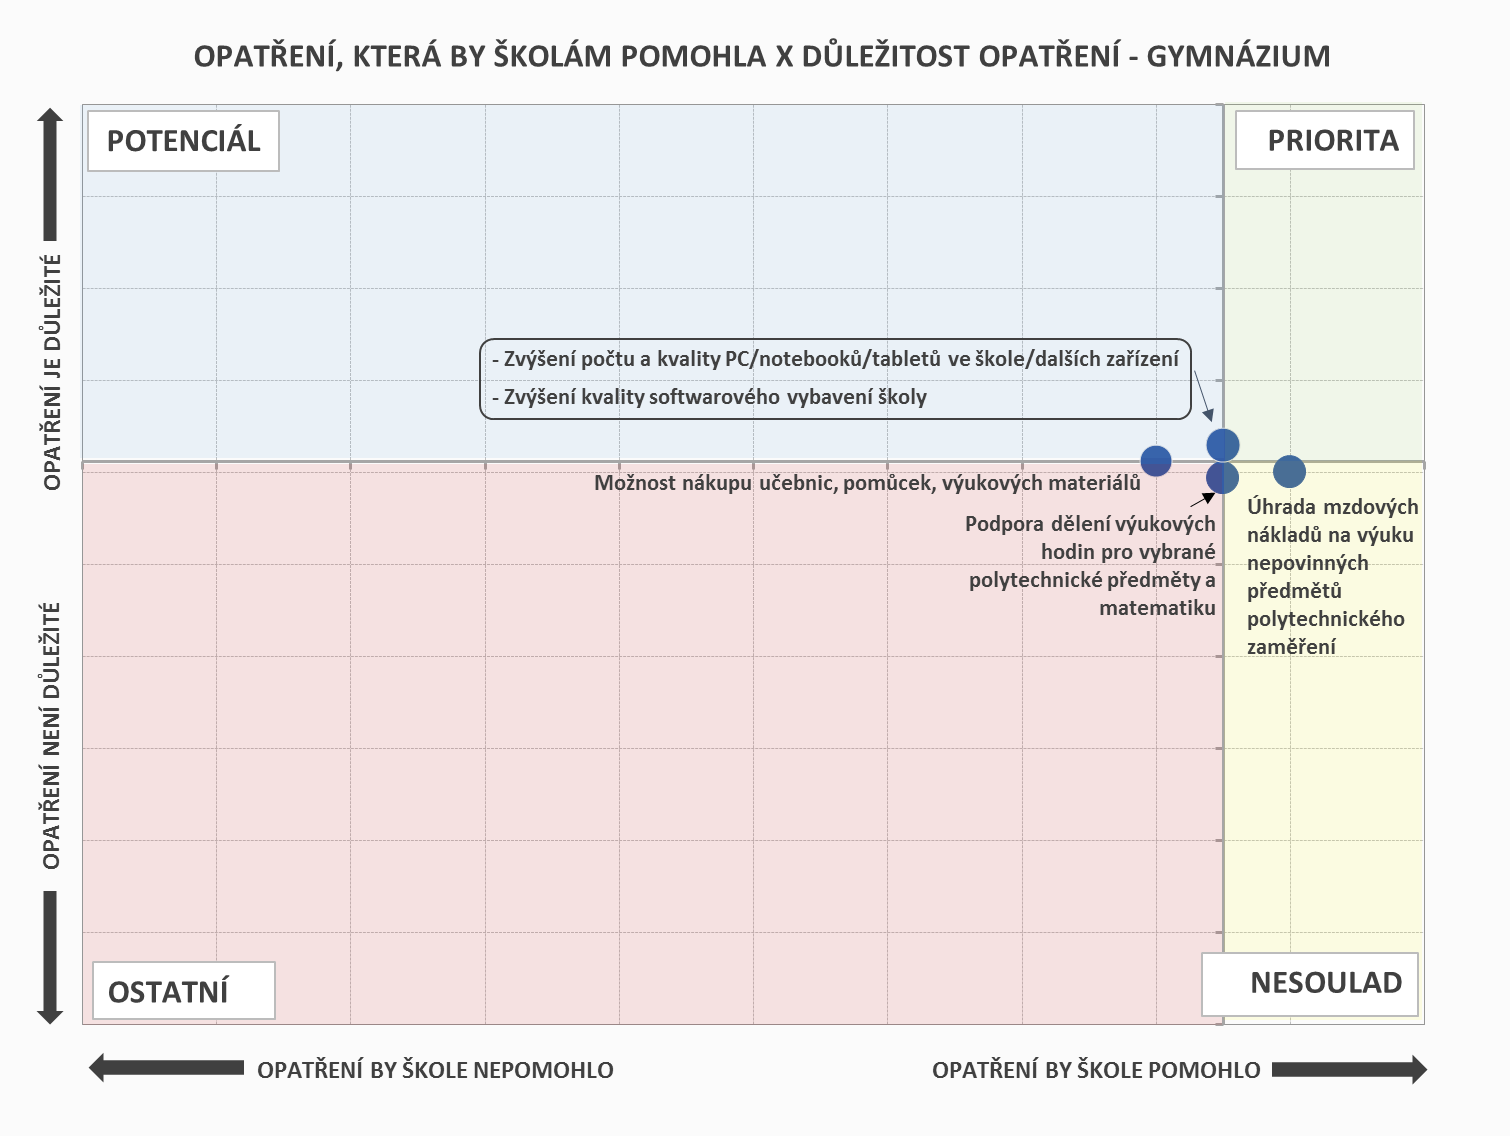 OPATŘENÍ, KTERÁ BY ŠKOLÁM POMOHLA X DŮLEŽITOST OPATŘENÍ - GYMNÁZIUM
POTENCIÁL
PRIORITA
OPATŘENÍ JE DŮLEŽITÉ
- Zvýšení počtu a kvality PC/notebooků/tabletů ve škole/dalších zařízení
- Zvýšení kvality softwarového vybavení školy
Možnost nákupu učebnic, pomůcek, výukových materiálů
Podpora dělení výukových
hodin pro vybrané
polytechnické předměty a
matematiku
Úhrada mzdových
nákladů na výuku
nepovinných
předmětů
polytechnického
zaměření
OPATŘENÍ NENÍ DŮLEŽITÉ
OSTATNÍ
NESOULAD
OPATŘENÍ BY ŠKOLE NEPOMOHLO
OPATŘENÍ BY ŠKOLE POMOHLO